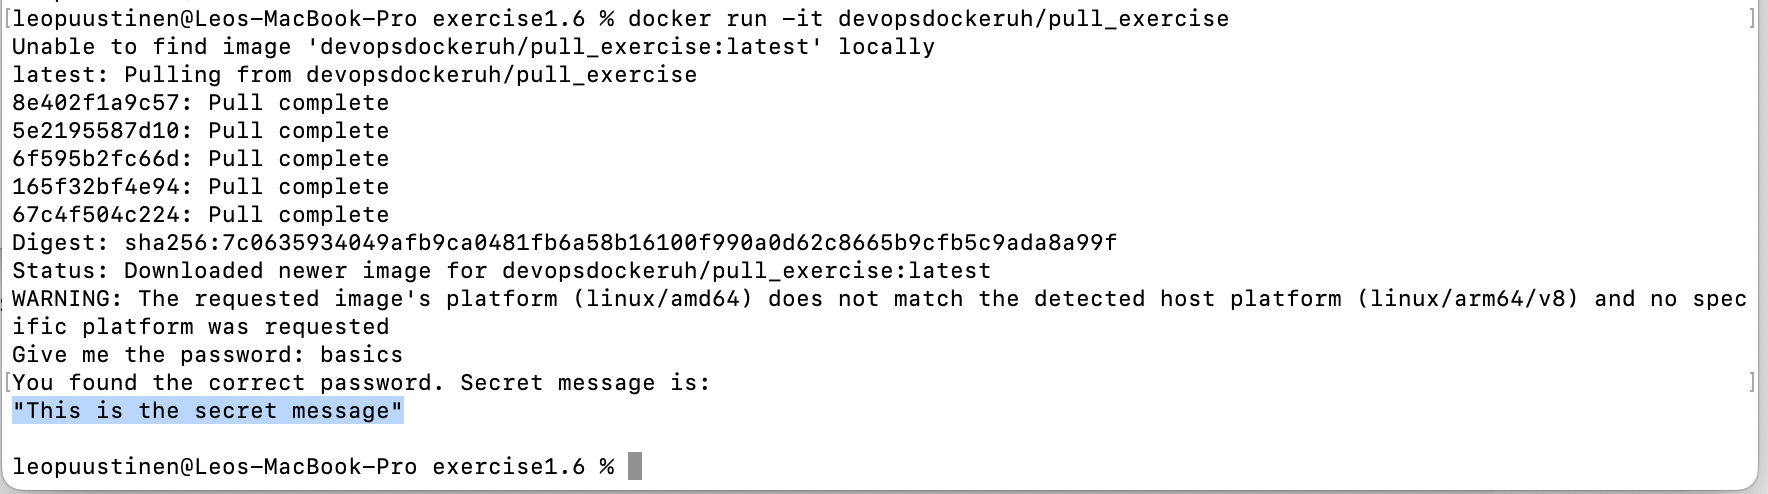 [leopuustinen@Leos-MacBook-Pro exercise1.6 % docker run -it devopsdockeruh/pull_exercise ]
Unable to find image 'devopsdockeruh/pull_exercise:latest' locally
latest: Pulling from devopsdockeruh/pull_exercise
8e402f1a9c57: Pull complete
5e2195587d10: Pull complete
6f595b2fc66d: Pull complete
165f32bf4e94: Pull complete
67c4f504c224: Pull complete
Digest: sha256:7c0635934049afb9ca0481fb6a58b16100f990a0d62c8665b9cfb5c9ada8a99f
Status: Downloaded newer image for devopsdockeruh/pull_exercise:latest
WARNING: The requested image's platform (linux/amd64) does not match the detected host platform (linux/arm64/v8) and no spec
ific platform was requested
Give me the password: basics
[You found the correct password. Secret message is: ]
"This is the secret message"
leopuustinen@Leos-MacBook-Pro exercise1.6 %